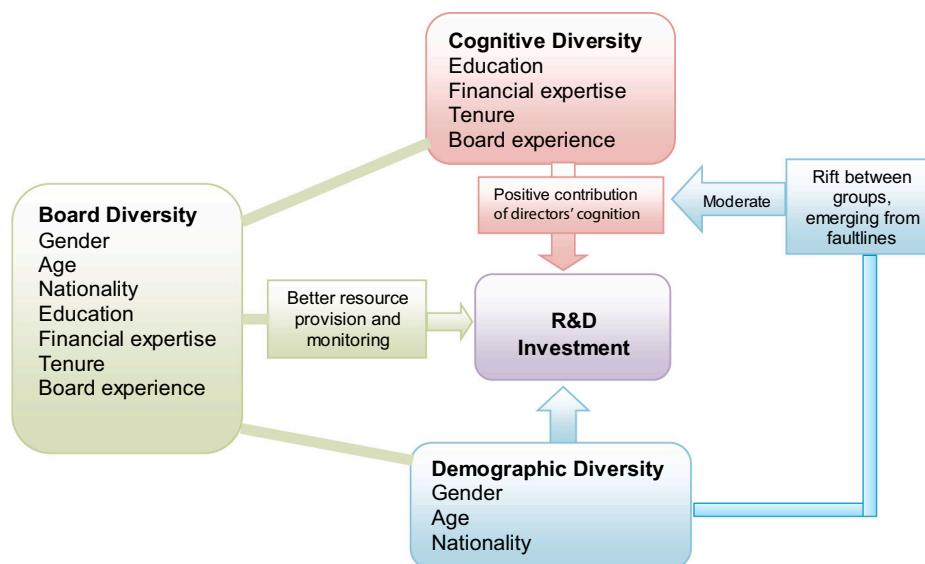 Cognitive Diversity
Education
Financial expertise
Tenure
Board experience
Positive contribution
of directors' cognition
Moderate
Rift between
groups,
emerging from
faultlines
Board Diversity
Gender
Age
Nationality
Education
Financial expertise
Tenure
Board experience
Better resource
provision and
monitoring
R&D
Investment
Demographic Diversity
Gender
Age
Nationality